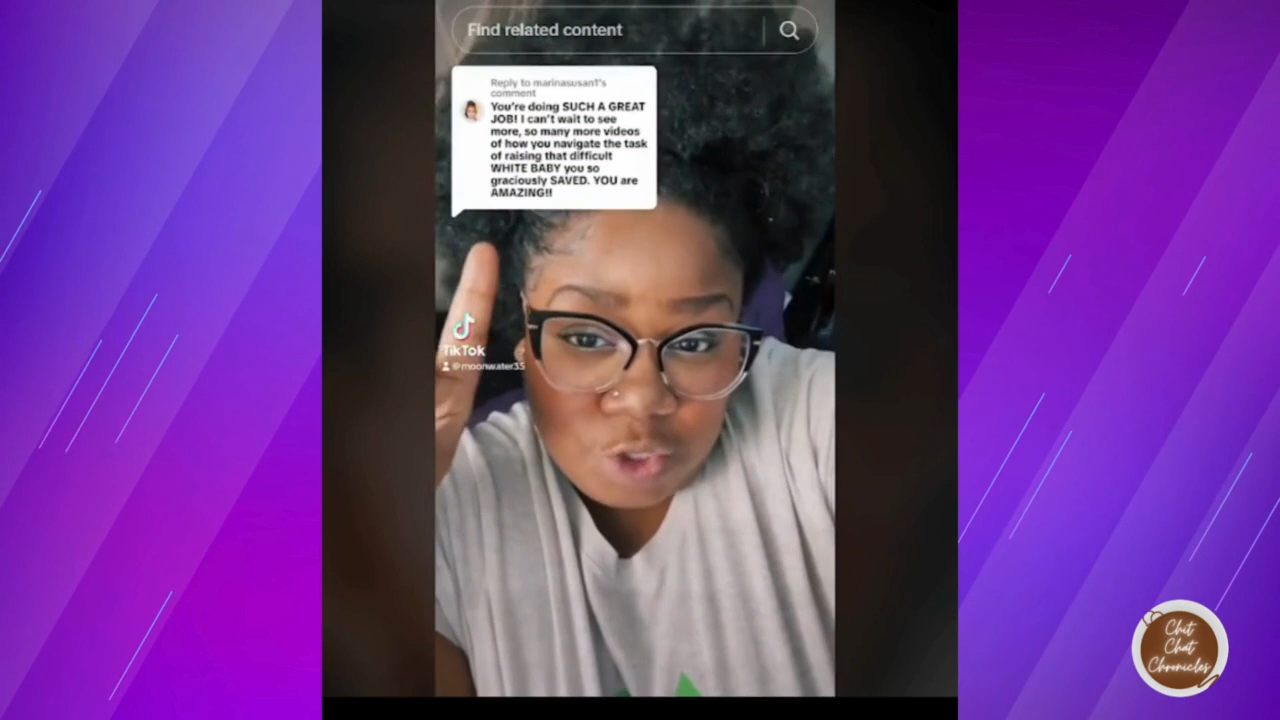 Find related content
Reply to marinasusan1's
comment
You're doing SUCH A GREAT
JOB! I can't wait to see
more, so many more videos
of how you navigate the task
of raising that difficult
WHITE BABY you so
graciously SAVED. YOU are
AMAZING!!
TikTok
@moonwater35
Chit
Chat
Chronicles